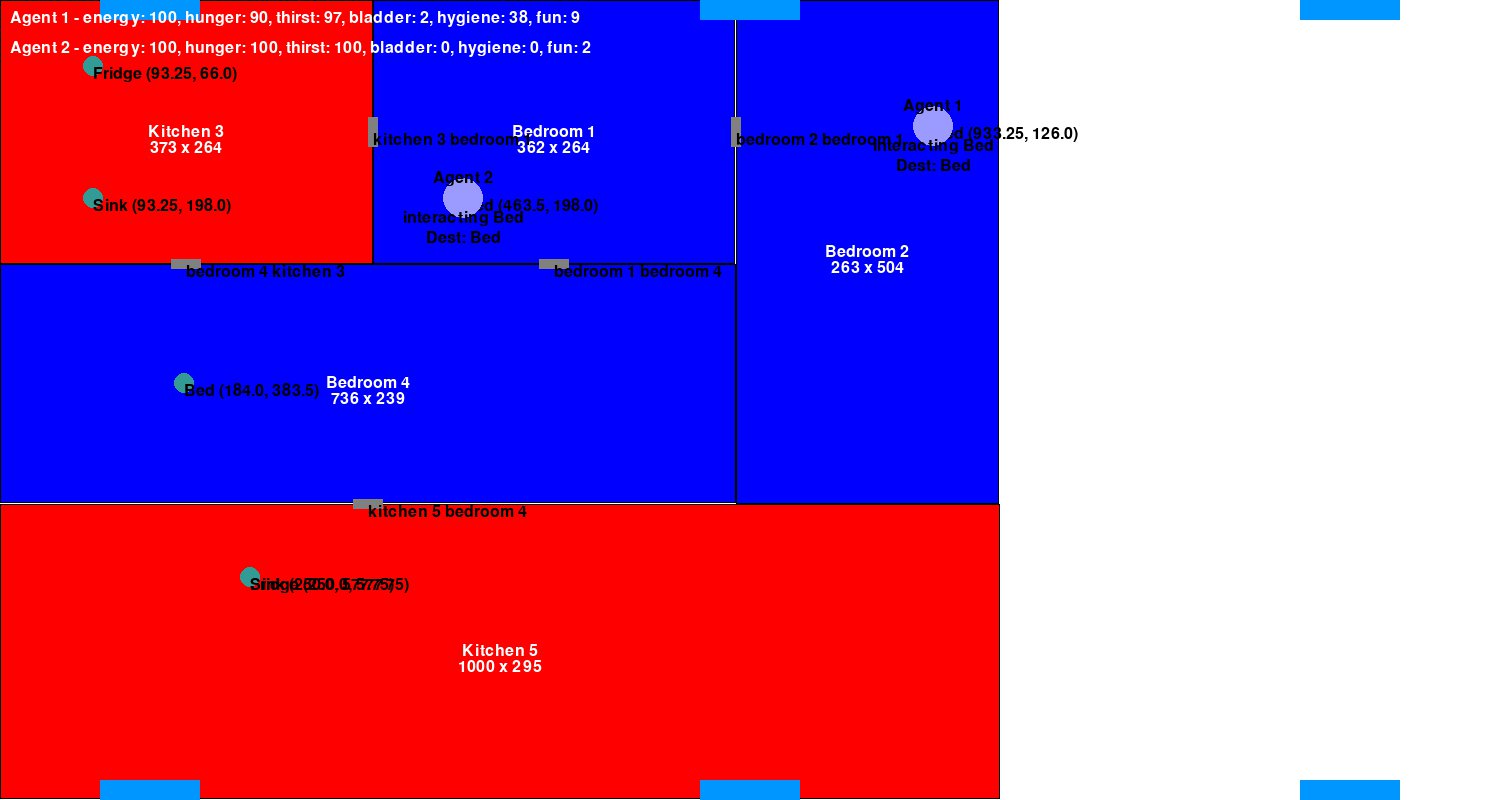 Agent 1 - energy: 100, hunger: 90, thirst: 97, bladder: 2, hygiene: 38, fun: 9
Agent 2 - energy: 100, hunger: 100, thirst: 100, bladder: 0, hygiene: 0, fun: 2
Fridge (93.25, 66.0)
Kitchen 3
373 x 264
Sink (93.25, 198.0)
kitchen 3 bedroom
Bedroom 1
362 x 264
Agent 2
(463.5, 198.0)
interacting Bed
Dest: Bed
bedroom 2 bedroom 1
Agent 1
(933.25, 126.0)
interacting Bed
Dest: Bed
Bedroom 2
263 x 504
bedroom 4 kitchen 3
bedroom 1 bedroom 4
Bed (184.0, 383.5)
Bedroom 4
736 x 239
kitchen 5 bedroom 4
Kitchen 5
1000 x 295